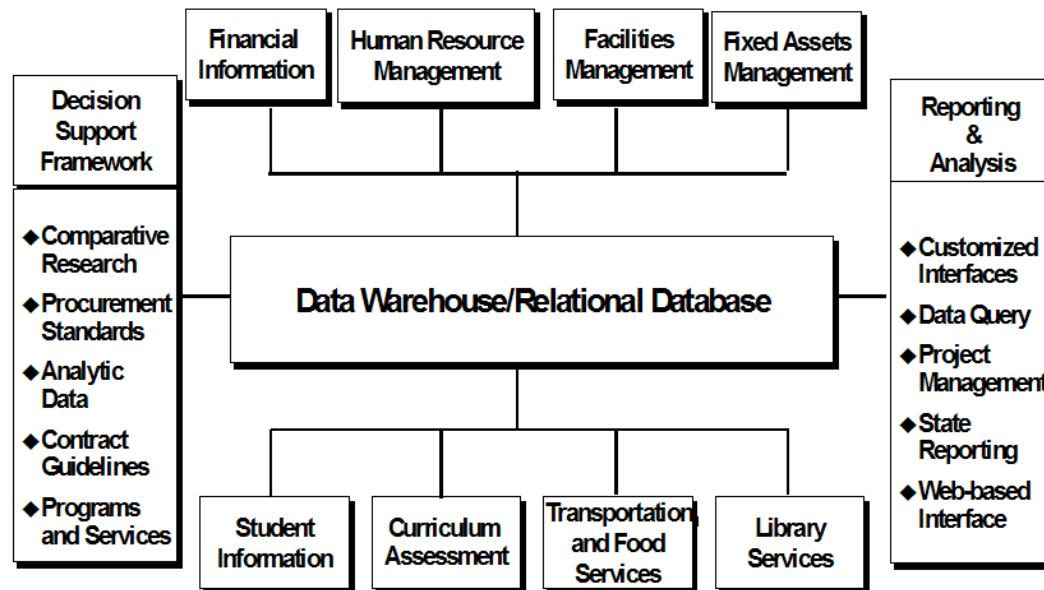 Financial
Information
Human Resource
Management
Facilities
Management
Fixed Assets
Management
Decision
Support
Framework
◆Comparative
Research
◆Procurement
Standards
◆Analytic
Data
◆Contract
Guidelines
◆Programs
and Services
Data Warehouse/Relational Database
Reporting
&
Analysis
◆Customized
Interfaces
◆Data Query
◆Project
Management
◆State
Reporting
◆Web-based
Interface
Student
Information
Curriculum
Assessment
Transportation,
and Food
Services
Library
Services